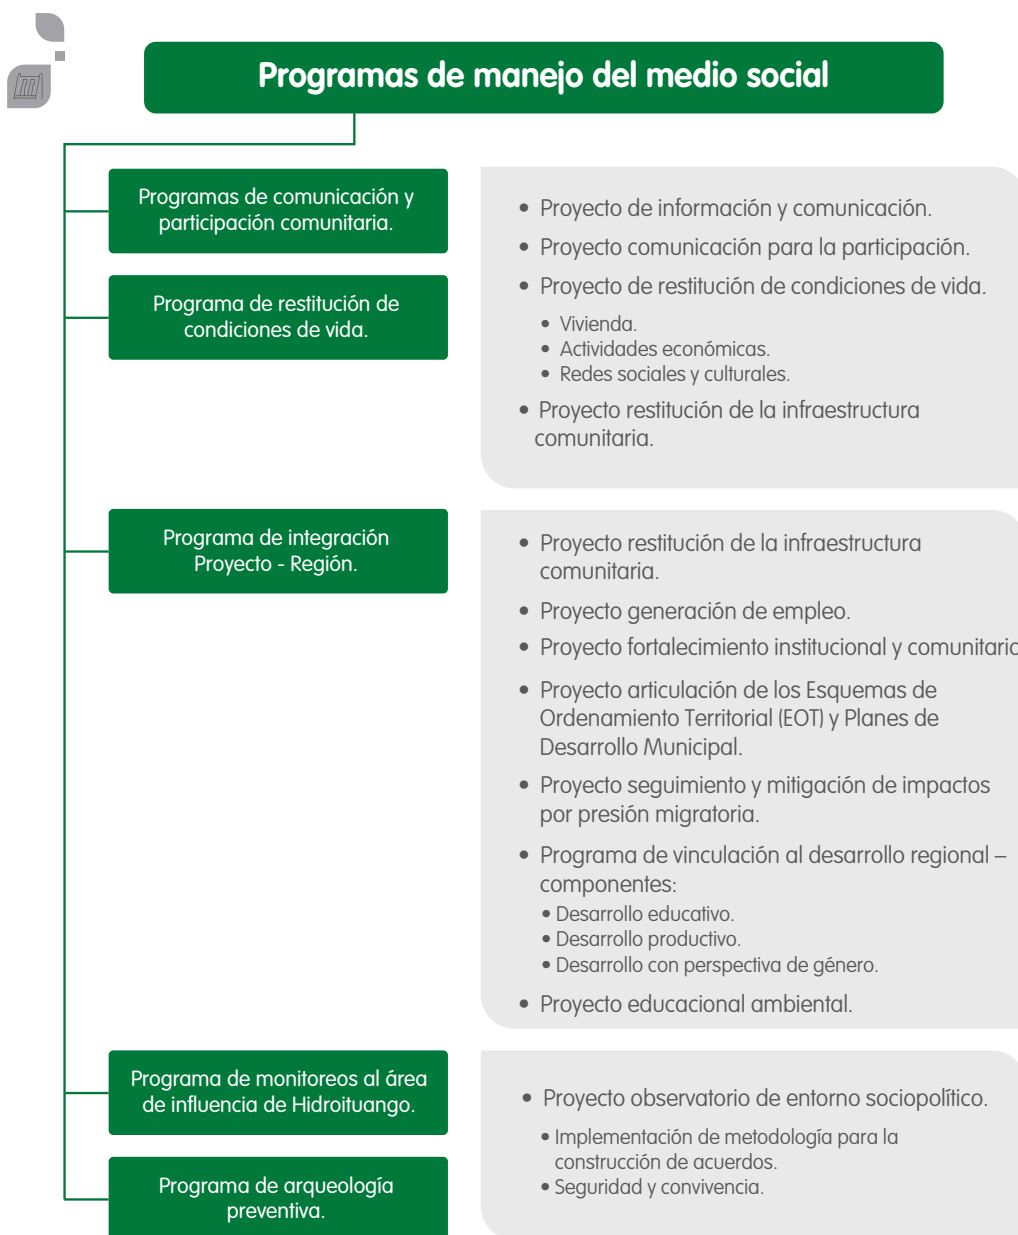 Programas de manejo del medio social
Programas de comunicación y
participación comunitaria.
Programa de restitución de
condiciones de vida.
• Proyecto de información y comunicación.
• Proyecto comunicación para la participación.
• Proyecto de restitución de condiciones de vida.
• Vivienda.
• Actividades económicas.
• Redes sociales y culturales.
• Proyecto restitución de la infraestructura
comunitaria.
Programa de integración
Proyecto - Región.
• Proyecto restitución de la infraestructura
comunitaria.
• Proyecto generación de empleo.
• Proyecto fortalecimiento institucional y comunitario
• Proyecto articulación de los Esquemas de
Ordenamiento Territorial (EOT) y Planes de
Desarrollo Municipal.
• Proyecto seguimiento y mitigación de impactos
por presión migratoria.
• Programa de vinculación al desarrollo regional –
componentes:
• Desarrollo educativo.
• Desarrollo productivo.
• Desarrollo con perspectiva de género.
• Proyecto educacional ambiental.
Programa de monitoreos al área
de influencia de Hidroituango.
Programa de arqueología
preventiva.
• Proyecto observatorio de entorno sociopolítico.
• Implementación de metodología para la
construcción de acuerdos.
• Seguridad y convivencia.